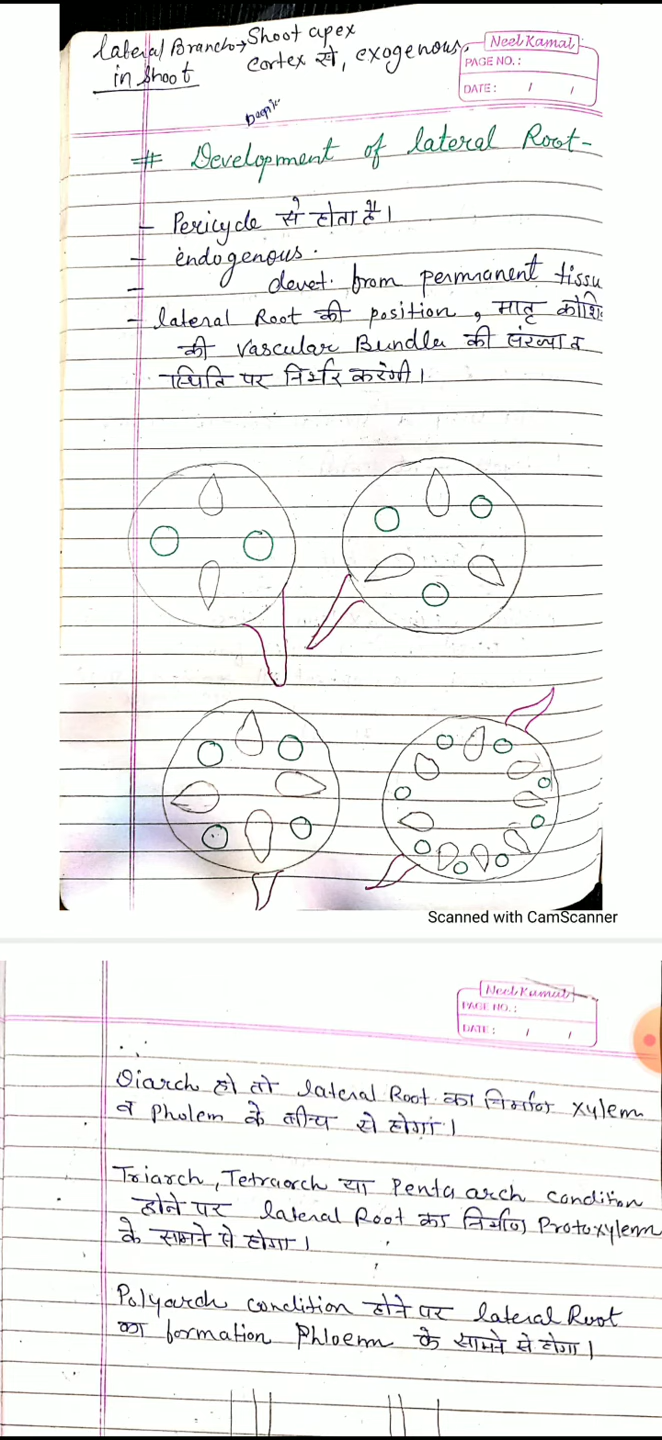 lateral Branch → Shoot apex
in shoot
cortex से, exogenous.
Neel Kamal
PAGE NO.:
DATE: / /
# Development of lateral Root-
- Pericycle से होता है।
- endogenous.
- devet. from permanent tissu
- lateral Root की position, मातृ कोशि
की Vascular Bundle की संख्या व
स्थिति पर निर्भर करेगी।
Scanned with CamScanner
Neel Kamal
PAGE NO.:
DATE: / /
Diarch हो तो lateral Root का निर्माण xylem
व Pholem के बीच से होगा।
Triarch, Tetraarch या Penta arch condition
होने पर lateral Root का निर्माण Protoxylem
के सामने से होगा।
Polyarch condition होने पर lateral Root
का formation Phloem के सामने से होगा।